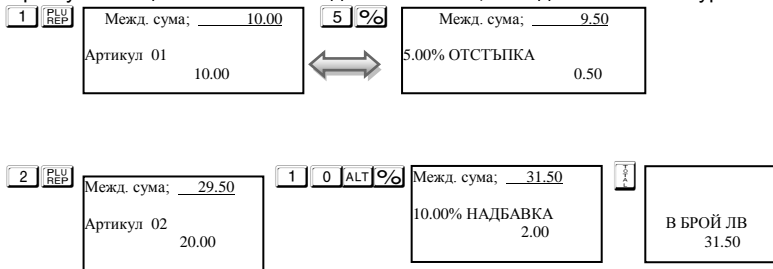 1 PLU REP
Межд. сума; 10.00
Артикул 01
10.00
5 %
Межд. сума; 9.50
5.00% ОТСТЪПКА
0.50
2 PLU REP
Межд. сума; 29.50
Артикул 02
20.00
1 0 ALT %
Межд. сума; 31.50
10.00% НАДБАВКА
2.00
TOTAL
В БРОЙ ЛВ
31.50